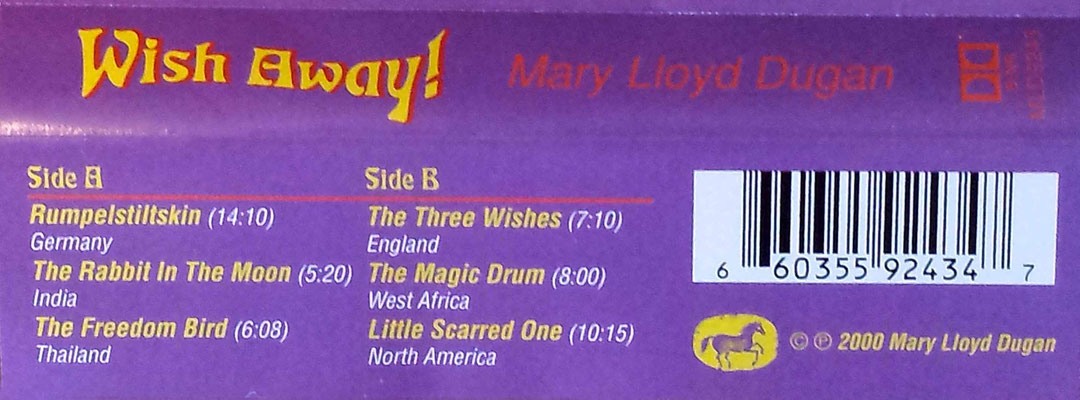 Wish Away!
Mary Lloyd Dugan
Side A
Rumpelstiltskin (14:10)
Germany
The Rabbit In The Moon (5:20)
India
The Freedom Bird (6:08)
Thailand
Side B
The Three Wishes (7:10)
England
The Magic Drum (8:00)
West Africa
Little Scarred One (10:15)
North America
6 60355 92434 7
© ℗ 2000 Mary Lloyd Dugan